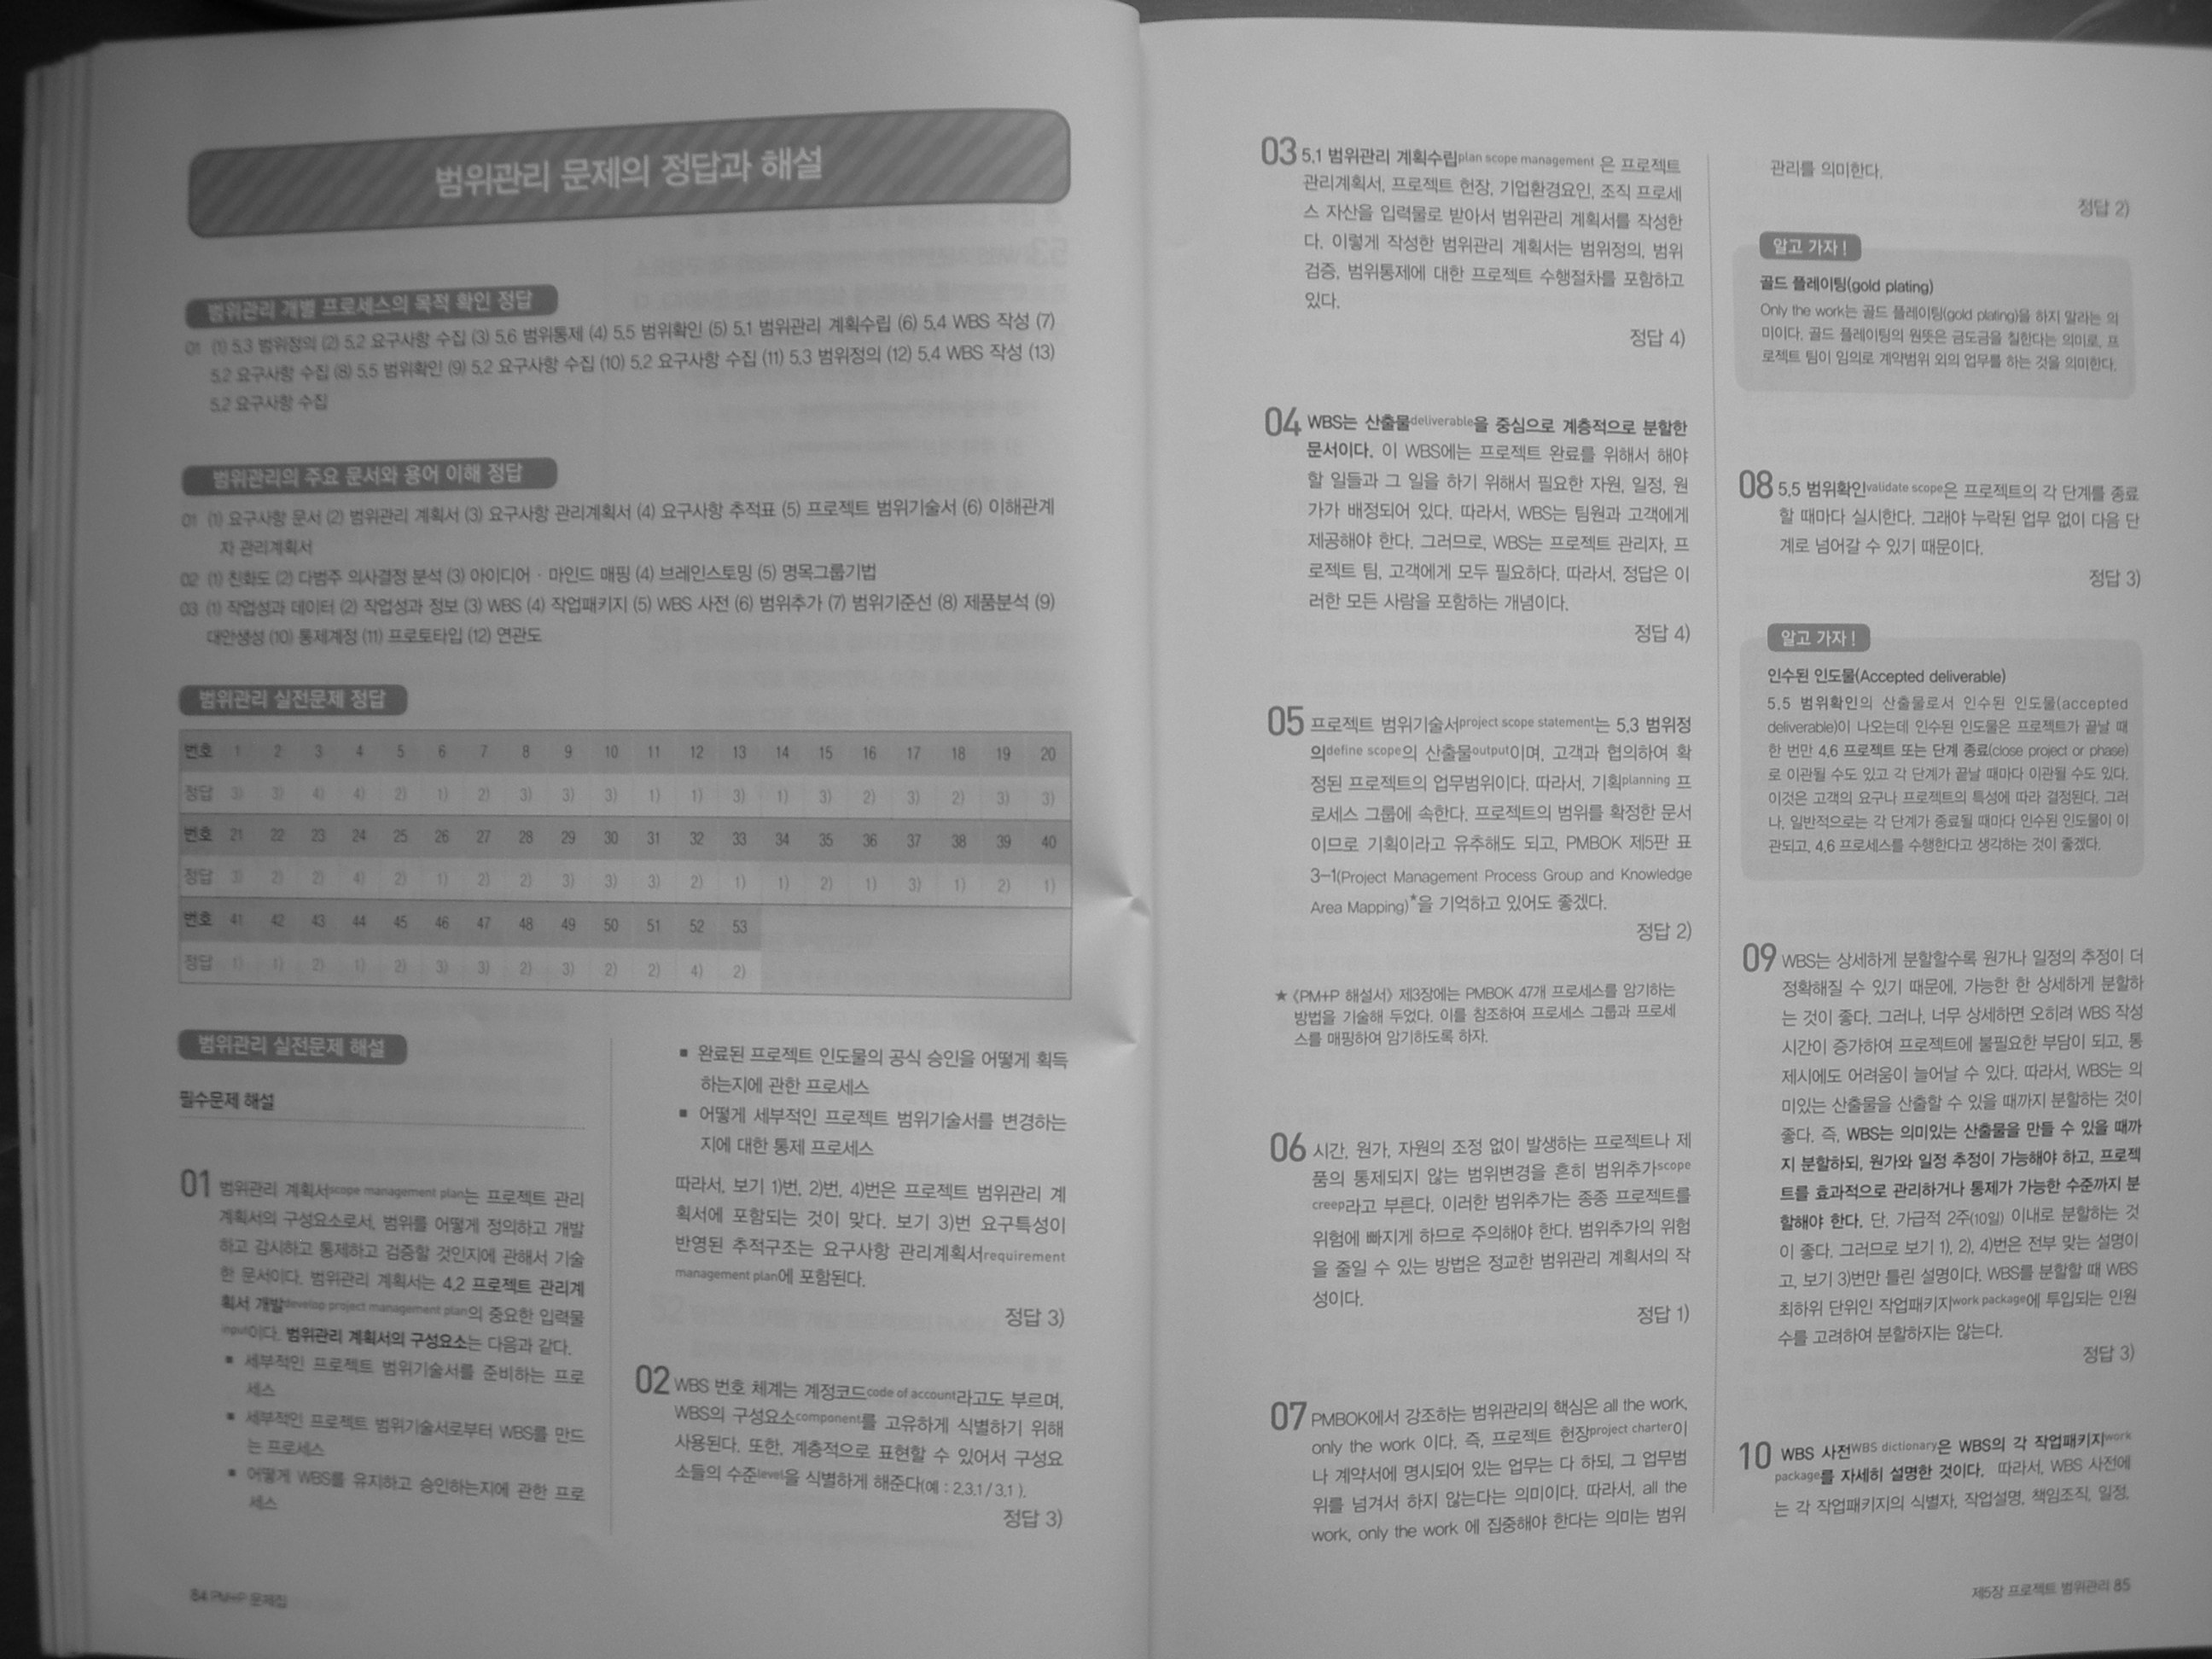 범위관리 문제의 정답과 해설
범위관리 개별 프로세스의 목적 확인 정답
01 (1) 5.3 범위정의 (2) 5.2 요구사항 수집 (3) 5.6 범위통제 (4) 5.5 범위확인 (5) 5.1 범위관리 계획수립 (6) 5.4 WBS 작성 (7)
5.2 요구사항 수집 (8) 5.5 범위확인 (9) 5.2 요구사항 수집 (10) 5.2 요구사항 수집 (11) 5.3 범위정의 (12) 5.4 WBS 작성 (13)
5.2 요구사항 수집
범위관리의 주요 문서와 용어 이해 정답
01 (1) 요구사항 문서 (2) 범위관리 계획서 (3) 요구사항 관리계획서 (4) 요구사항 추적표 (5) 프로젝트 범위기술서 (6) 이해관계
자 관리계획서
02 (1) 친화도 (2) 다범주 의사결정 분석 (3) 아이디어 · 마인드 매핑 (4) 브레인스토밍 (5) 명목그룹기법
03 (1) 작업성과 데이터 (2) 작업성과 정보 (3) WBS (4) 작업패키지 (5) WBS 사전 (6) 범위추가 (7) 범위기준선 (8) 제품분석 (9)
대안생성 (10) 통제계정 (11) 프로토타입 (12) 연관도
범위관리 실전문제 정답
번호 1 2 3 4 5 6 7 8 9 10 11 12 13 14 15 16 17 18 19 20
정답 3) 3) 4) 4) 2) 1) 2) 3) 3) 3) 1) 1) 3) 1) 3) 2) 3) 2) 3) 3)
번호 21 22 23 24 25 26 27 28 29 30 31 32 33 34 35 36 37 38 39 40
정답 3) 2) 2) 4) 2) 1) 2) 2) 3) 3) 3) 2) 1) 1) 2) 1) 3) 1) 2) 1)
번호 41 42 43 44 45 46 47 48 49 50 51 52 53
정답 1) 1) 2) 1) 2) 3) 3) 2) 3) 2) 2) 4) 2)
범위관리 실전문제 해설
필수문제 해설
01 범위관리 계획서scope management plan는 프로젝트 관리
계획서의 구성요소로서, 범위를 어떻게 정의하고 개발
하고 감시하고 통제하고 검증할 것인지에 관해서 기술
한 문서이다. 범위관리 계획서는 4.2 프로젝트 관리계
획서 개발develop project management plan의 중요한 입력물
input이다. 범위관리 계획서의 구성요소는 다음과 같다.
▪ 세부적인 프로젝트 범위기술서를 준비하는 프로
세스
▪ 세부적인 프로젝트 범위기술서로부터 WBS를 만드
는 프로세스
▪ 어떻게 WBS를 유지하고 승인하는지에 관한 프로
세스
▪ 완료된 프로젝트 인도물의 공식 승인을 어떻게 획득
하는지에 관한 프로세스
▪ 어떻게 세부적인 프로젝트 범위기술서를 변경하는
지에 대한 통제 프로세스
따라서, 보기 1)번, 2)번, 4)번은 프로젝트 범위관리 계
획서에 포함되는 것이 맞다. 보기 3)번 요구특성이
반영된 추적구조는 요구사항 관리계획서requirement
management plan에 포함된다.
정답 3)
02 WBS 번호 체계는 계정코드code of account라고도 부르며,
WBS의 구성요소component를 고유하게 식별하기 위해
사용된다. 또한, 계층적으로 표현할 수 있어서 구성요
소들의 수준level을 식별하게 해준다(예 : 2.3.1 / 3.1 ).
정답 3)
84 PM+P 문제집
03 5.1 범위관리 계획수립plan scope management 은 프로젝트
관리계획서, 프로젝트 헌장, 기업환경요인, 조직 프로세
스 자산을 입력물로 받아서 범위관리 계획서를 작성한
다. 이렇게 작성한 범위관리 계획서는 범위정의, 범위
검증, 범위통제에 대한 프로젝트 수행절차를 포함하고
있다.
정답 4)
04 WBS는 산출물deliverable을 중심으로 계층적으로 분할한
문서이다. 이 WBS에는 프로젝트 완료를 위해서 해야
할 일들과 그 일을 하기 위해서 필요한 자원, 일정, 원
가가 배정되어 있다. 따라서, WBS는 팀원과 고객에게
제공해야 한다. 그러므로, WBS는 프로젝트 관리자, 프
로젝트 팀, 고객에게 모두 필요하다. 따라서, 정답은 이
러한 모든 사람을 포함하는 개념이다.
정답 4)
05 프로젝트 범위기술서project scope statement는 5.3 범위정
의define scope의 산출물output이며, 고객과 협의하여 확
정된 프로젝트의 업무범위이다. 따라서, 기획planning 프
로세스 그룹에 속한다. 프로젝트의 범위를 확정한 문서
이므로 기획이라고 유추해도 되고, PMBOK 제5판 표
3-1(Project Management Process Group and Knowledge
Area Mapping)★을 기억하고 있어도 좋겠다.
정답 2)
★ 《PM+P 해설서》 제3장에는 PMBOK 47개 프로세스를 암기하는
방법을 기술해 두었다. 이를 참조하여 프로세스 그룹과 프로세
스를 매핑하여 암기하도록 하자.
06 시간, 원가, 자원의 조정 없이 발생하는 프로젝트나 제
품의 통제되지 않는 범위변경을 흔히 범위추가scope
creep라고 부른다. 이러한 범위추가는 종종 프로젝트를
위험에 빠지게 하므로 주의해야 한다. 범위추가의 위험
을 줄일 수 있는 방법은 정교한 범위관리 계획서의 작
성이다.
정답 1)
07 PMBOK에서 강조하는 범위관리의 핵심은 all the work,
only the work 이다. 즉, 프로젝트 헌장project charter이
나 계약서에 명시되어 있는 업무는 다 하되, 그 업무범
위를 넘겨서 하지 않는다는 의미이다. 따라서, all the
work, only the work 에 집중해야 한다는 의미는 범위
관리를 의미한다.
정답 2)
알고 가자 !
골드 플레이팅(gold plating)
Only the work는 골드 플레이팅(gold plating)을 하지 말라는 의
미이다. 골드 플레이팅의 원뜻은 금도금을 칠한다는 의미로, 프
로젝트 팀이 임의로 계약범위 외의 업무를 하는 것을 의미한다.
08 5.5 범위확인validate scope은 프로젝트의 각 단계를 종료
할 때마다 실시한다. 그래야 누락된 업무 없이 다음 단
계로 넘어갈 수 있기 때문이다.
정답 3)
알고 가자 !
인수된 인도물(Accepted deliverable)
5.5 범위확인의 산출물로서 인수된 인도물(accepted
deliverable)이 나오는데 인수된 인도물은 프로젝트가 끝날 때
한 번만 4.6 프로젝트 또는 단계 종료(close project or phase)
로 이관될 수도 있고 각 단계가 끝날 때마다 이관될 수도 있다.
이것은 고객의 요구나 프로젝트의 특성에 따라 결정된다. 그러
나, 일반적으로는 각 단계가 종료될 때마다 인수된 인도물이 이
관되고, 4.6 프로세스를 수행한다고 생각하는 것이 좋겠다.
09 WBS는 상세하게 분할할수록 원가나 일정의 추정이 더
정확해질 수 있기 때문에, 가능한 한 상세하게 분할하
는 것이 좋다. 그러나, 너무 상세하면 오히려 WBS 작성
시간이 증가하여 프로젝트에 불필요한 부담이 되고, 통
제시에도 어려움이 늘어날 수 있다. 따라서, WBS는 의
미있는 산출물을 산출할 수 있을 때까지 분할하는 것이
좋다. 즉, WBS는 의미있는 산출물을 만들 수 있을 때까
지 분할하되, 원가와 일정 추정이 가능해야 하고, 프로젝
트를 효과적으로 관리하거나 통제가 가능한 수준까지 분
할해야 한다. 단, 가급적 2주(10일) 이내로 분할하는 것
이 좋다. 그러므로 보기 1), 2), 4)번은 전부 맞는 설명이
고, 보기 3)번만 틀린 설명이다. WBS를 분할할 때 WBS
최하위 단위인 작업패키지work package에 투입되는 인원
수를 고려하여 분할하지는 않는다.
정답 3)
10 WBS 사전WBS dictionary은 WBS의 각 작업패키지work
package를 자세히 설명한 것이다. 따라서, WBS 사전에
는 각 작업패키지의 식별자, 작업설명, 책임조직, 일정,
제5장 프로젝트 범위관리 85